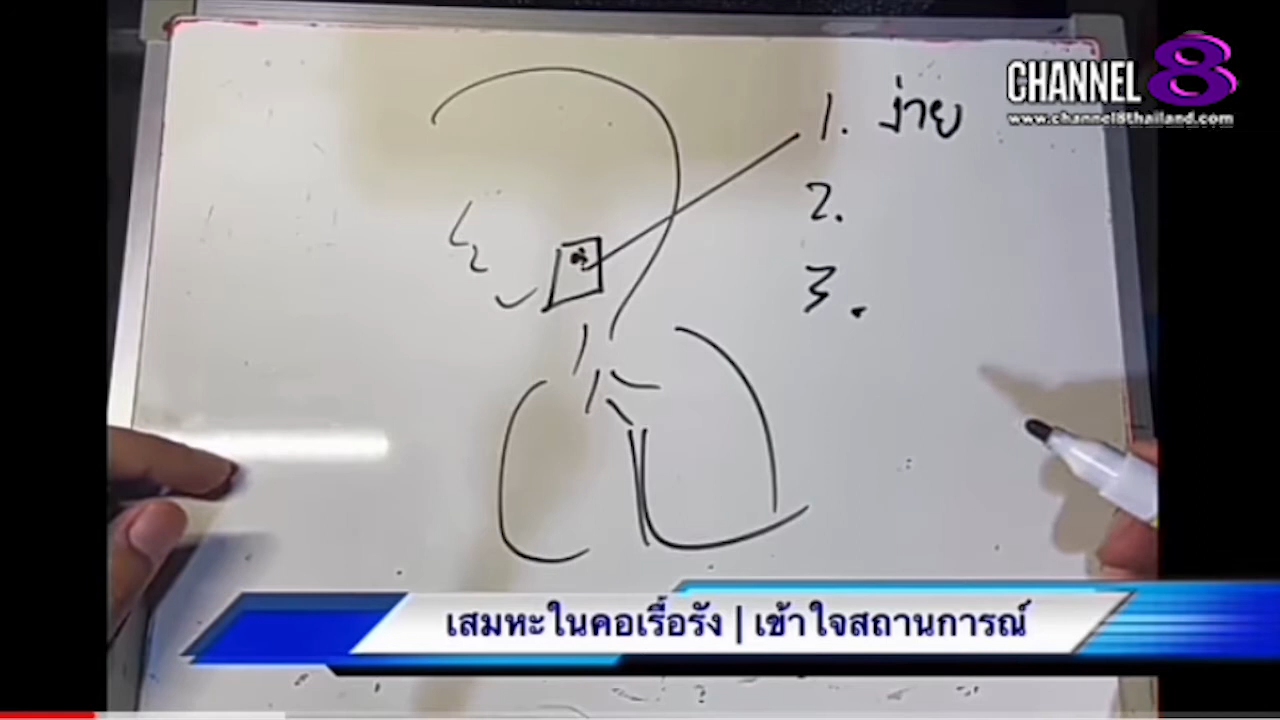 CHANNEL 8
www.channel8thailand.com
1. ง่าย
2.
3.
เสมหะในคอเรื้อรัง | เข้าใจสถานการณ์